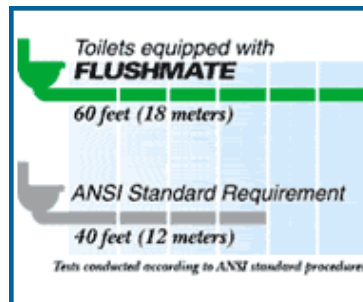 Toilets equipped with
FLUSHMATE
60 feet (18 meters)
ANSI Standard Requirement
40 feet (12 meters)
Tests conducted according to ANSI standard procedures